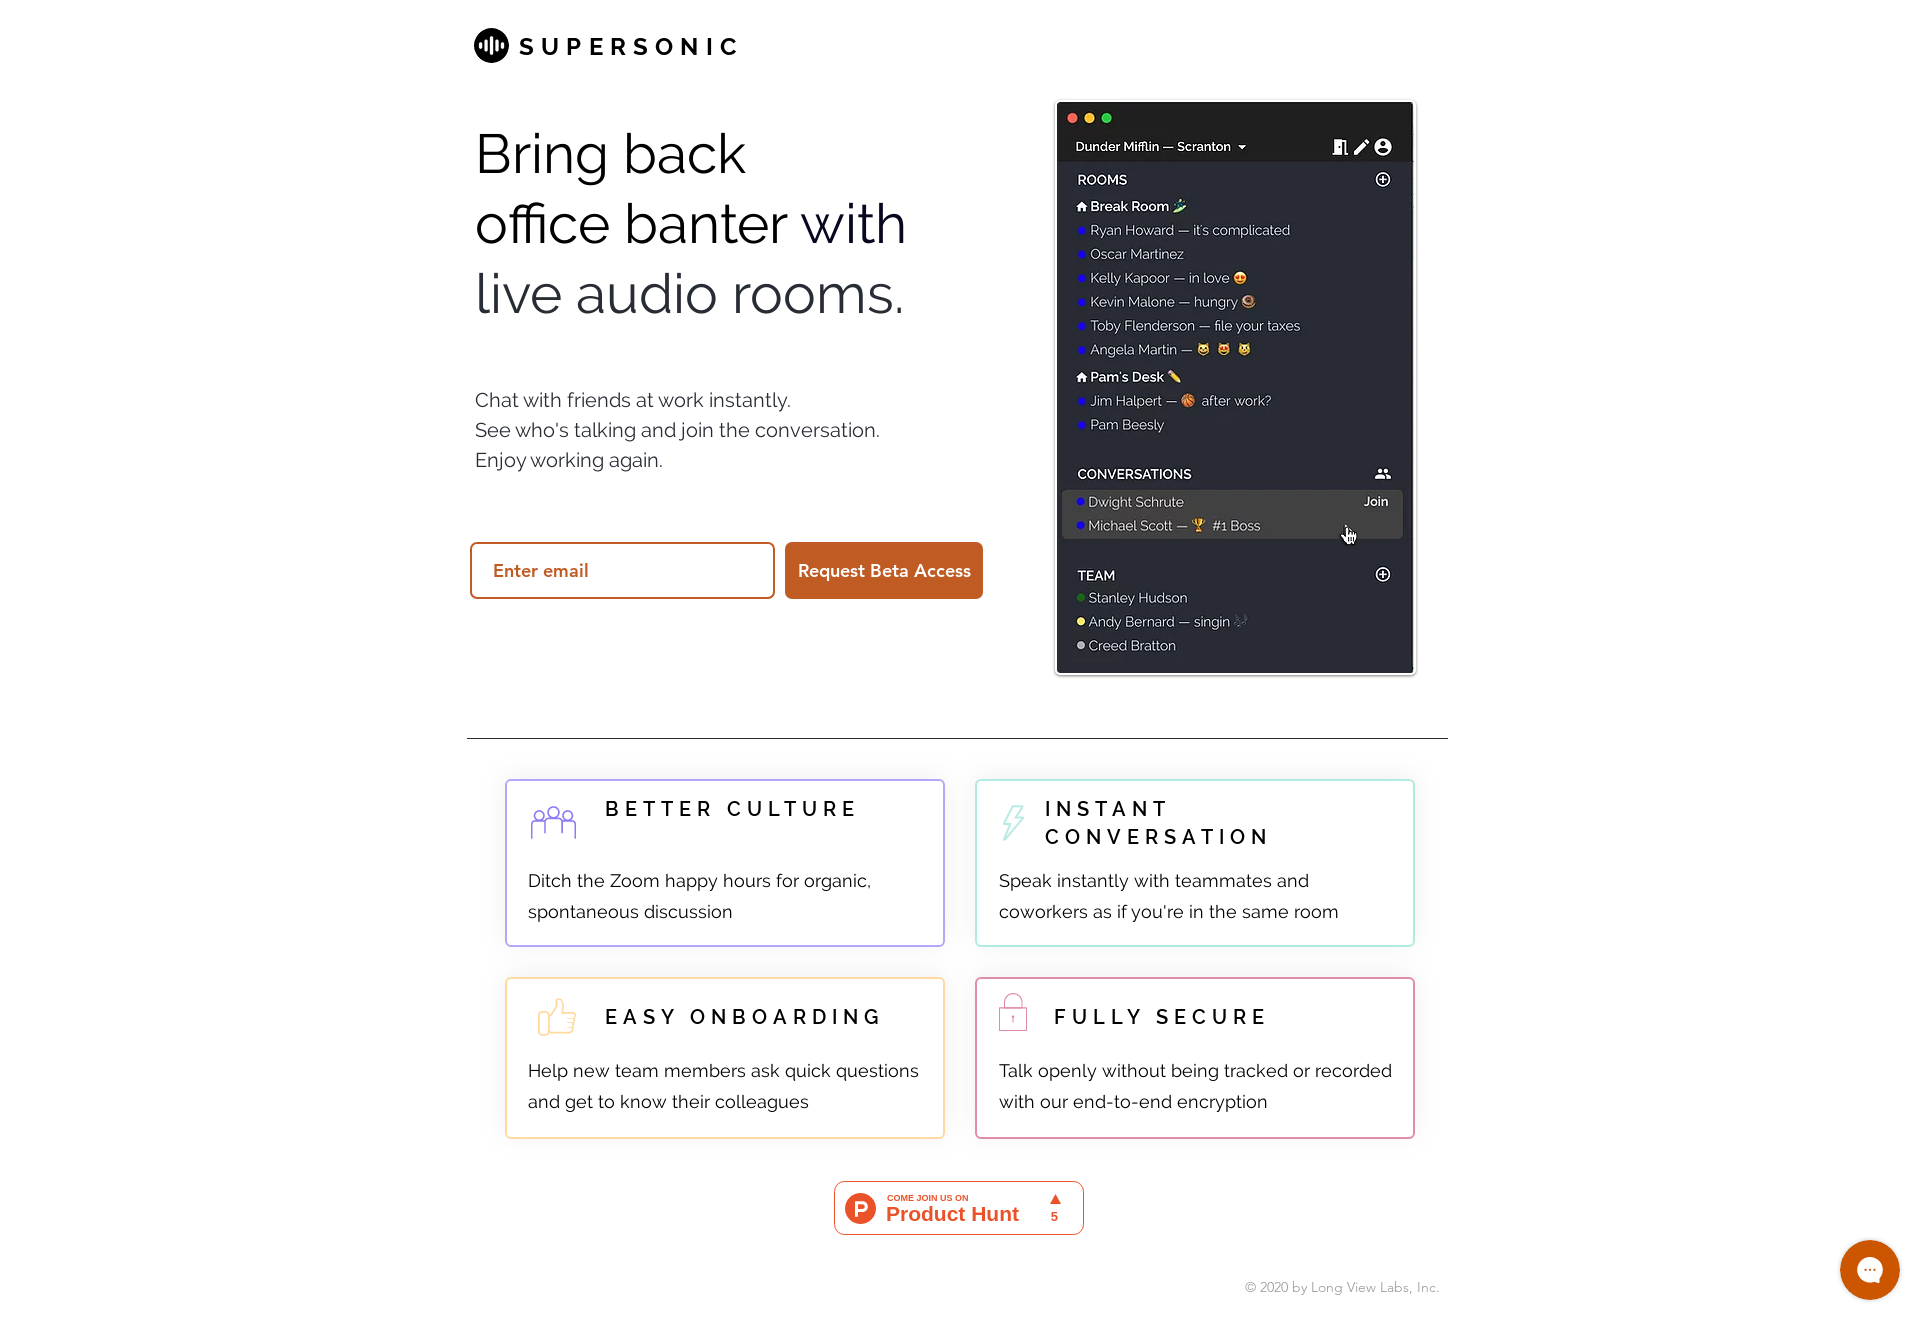 SUPERSONIC
Bring back
office banter with
live audio rooms.
Chat with friends at work instantly.
See who's talking and join the conversation.
Enjoy working again.
Enter email
Request Beta Access
Dunder Mifflin — Scranton
ROOMS
Break Room
Ryan Howard — it's complicated
Oscar Martinez
Kelly Kapoor — in love 😍
Kevin Malone — hungry 🍩
Toby Flenderson — file your taxes
Angela Martin — 😺 😻 😼
Pam's Desk ✏️
Jim Halpert — 🏀 after work?
Pam Beesly
CONVERSATIONS
Dwight Schrute
Join
Michael Scott — 🏆 #1 Boss
TEAM
Stanley Hudson
Andy Bernard — singin 🎶
Creed Bratton
BETTER CULTURE
Ditch the Zoom happy hours for organic,
spontaneous discussion
INSTANT
CONVERSATION
Speak instantly with teammates and
coworkers as if you're in the same room
EASY ONBOARDING
Help new team members ask quick questions
and get to know their colleagues
FULLY SECURE
Talk openly without being tracked or recorded
with our end-to-end encryption
P
COME JOIN US ON
Product Hunt
5
© 2020 by Long View Labs, Inc.